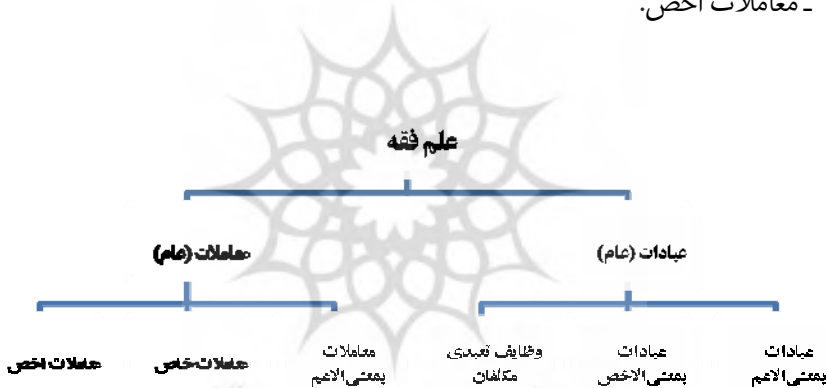 ـ معاملات اخص.
علم فقه
عبادات (عام)
معاملات (عام)
عبادات
بمعنی‌الاعم
عبادات
بمعنی‌الاخص
وظایف تعبدی
مکلفان
معاملات
بمعنی‌الاعم
معاملات خاص
معاملات اخص